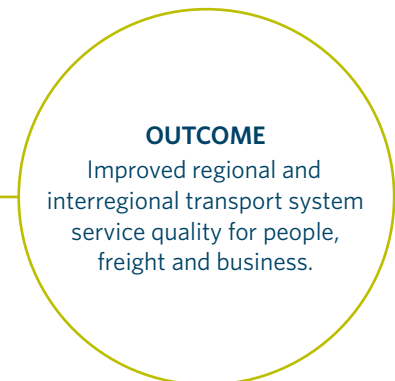 OUTCOME
Improved regional and
interregional transport system
service quality for people,
freight and business.